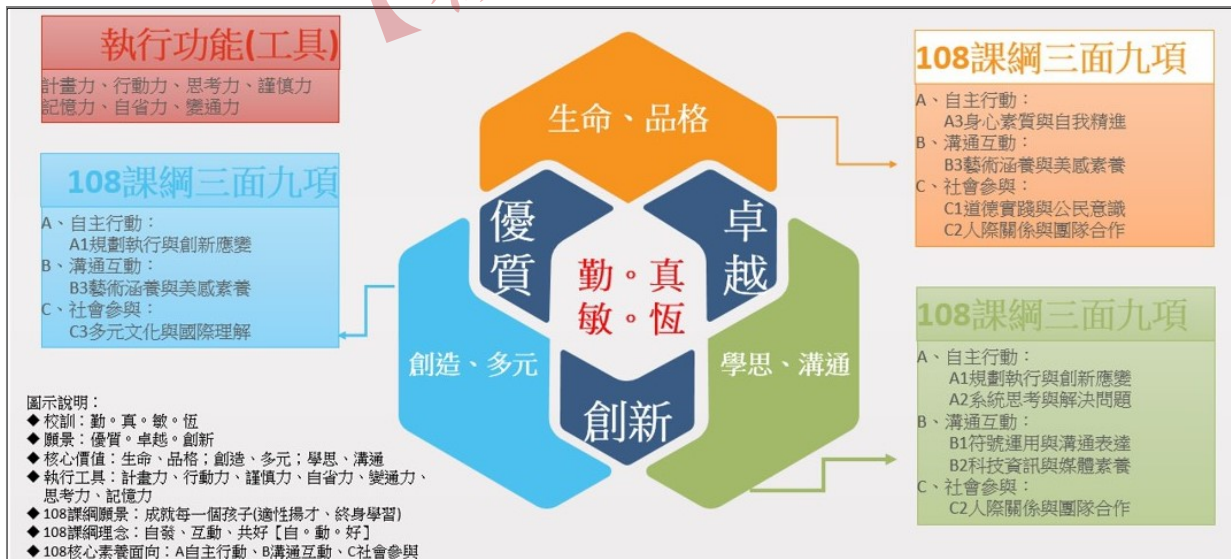 執行功能(工具)
計畫力、行動力、思考力、謹慎力
記憶力、自省力、變通力
108課綱三面九項
A、自主行動：
A1規劃執行與創新應變
B、溝通互動：
B3藝術涵養與美感素養
C、社會參與：
C3多元文化與國際理解
生命、品格
優質
卓越
勤。真
敏。恆
創造、多元
學思、溝通
創新
108課綱三面九項
A、自主行動：
A3身心素質與自我精進
B、溝通互動：
B3藝術涵養與美感素養
C、社會參與：
C1道德實踐與公民意識
C2人際關係與團隊合作
108課綱三面九項
A、自主行動：
A1規劃執行與創新應變
A2系統思考與解決問題
B、溝通互動：
B1符號運用與溝通表達
B2科技資訊與媒體素養
C、社會參與：
C2人際關係與團隊合作
圖示說明：
◆ 校訓：勤。真。敏。恆
◆ 願景：優質。卓越。創新
◆ 核心價值：生命、品格；創造、多元；學思、溝通
◆ 執行工具：計畫力、行動力、謹慎力、自省力、變通力、
思考力、記憶力
◆ 108課綱願景：成就每一個孩子(適性揚才、終身學習)
◆ 108課綱理念：自發、互動、共好［自。動。好］
◆ 108核心素養面向：A自主行動、B溝通互動、C社會參與